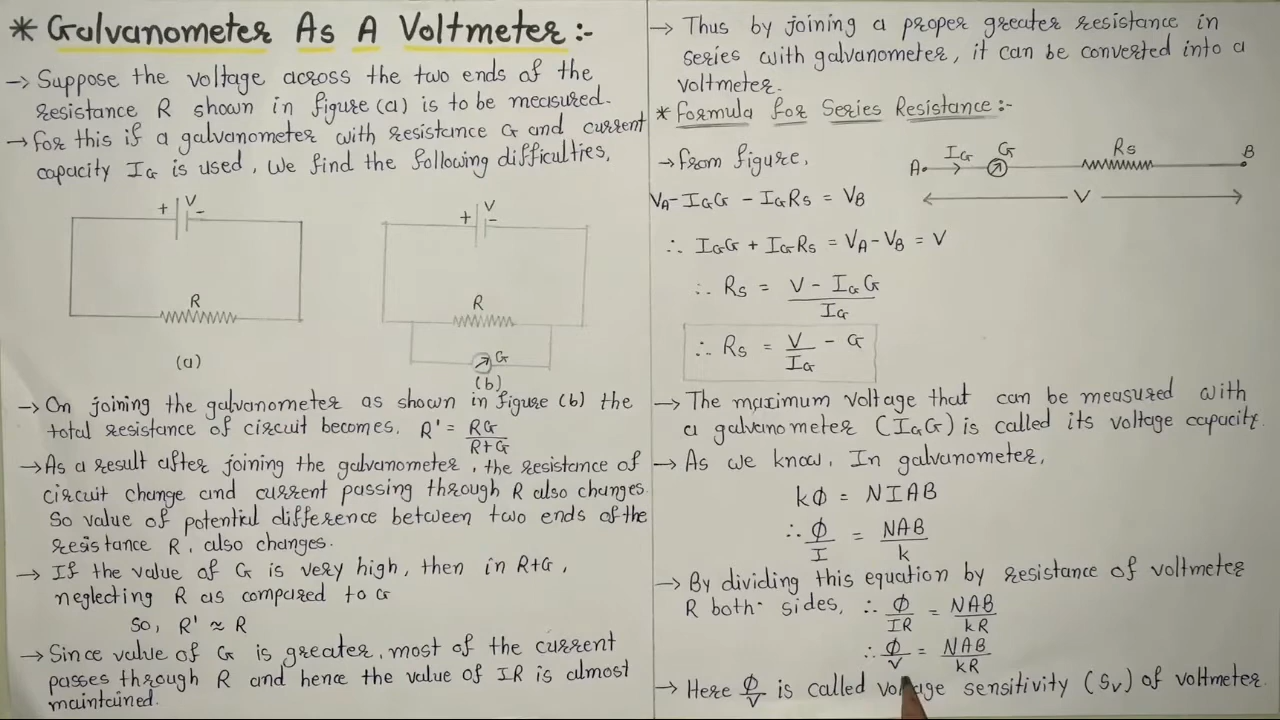 * Galvanometer As A Voltmeter :-
→ Suppose the voltage across the two ends of the
resistance R shown in figure (a) is to be measured.
→ For this if a galvanometer with resistance G and current
capacity IG is used, We find the following difficulties,
+ V -
R
(a)
+ V -
R
G
(b)
→ On joining the galvanometer as shown in figure (b) the
total resistance of circuit becomes, R' = RG / R+G
→ As a result after joining the galvanometer, the resistance of
circuit change and current passing through R also changes.
So value of potential difference between two ends of the
resistance R, also changes.
→ If the value of G is very high, then in R+G,
neglecting R as compared to G
So, R' ≈ R
→ Since value of G is greater, most of the current
passes through R and hence the value of IR is almost
maintained.
→ Thus by joining a proper greater resistance in
series with galvanometer, it can be converted into a
voltmeter.
* Formula for Series Resistance :-
→ From figure,
A IG G Rs B
V
VA - IGG - IGRs = VB
∴ IGG + IGRs = VA - VB = V
∴ Rs = V - IGG / IG
∴ Rs = V / IG - G
→ The maximum voltage that can be measured with
a galvanometer (IGG) is called its voltage capacity.
→ As we know, In galvanometer,
kΦ = NIAB
∴ Φ / I = NAB / k
→ By dividing this equation by resistance of voltmeter
R both sides, ∴ Φ / IR = NAB / kR
∴ Φ / V = NAB / kR
→ Here Φ / V is called voltage sensitivity (Sv) of voltmeter.